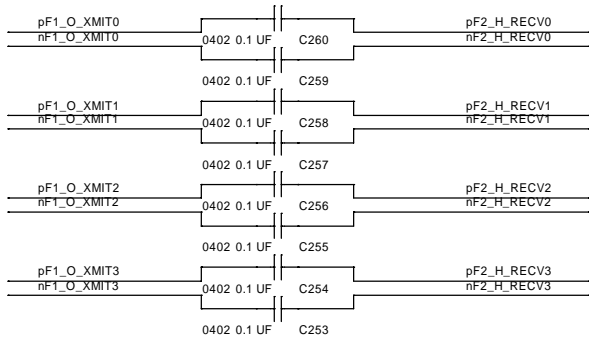 pF1_O_XMIT0 pF2_H_RECV0
nF1_O_XMIT0 0402 0.1 UF C260 nF2_H_RECV0
0402 0.1 UF C259
pF1_O_XMIT1 pF2_H_RECV1
nF1_O_XMIT1 0402 0.1 UF C258 nF2_H_RECV1
0402 0.1 UF C257
pF1_O_XMIT2 pF2_H_RECV2
nF1_O_XMIT2 0402 0.1 UF C256 nF2_H_RECV2
0402 0.1 UF C255
pF1_O_XMIT3 pF2_H_RECV3
nF1_O_XMIT3 0402 0.1 UF C254 nF2_H_RECV3
0402 0.1 UF C253